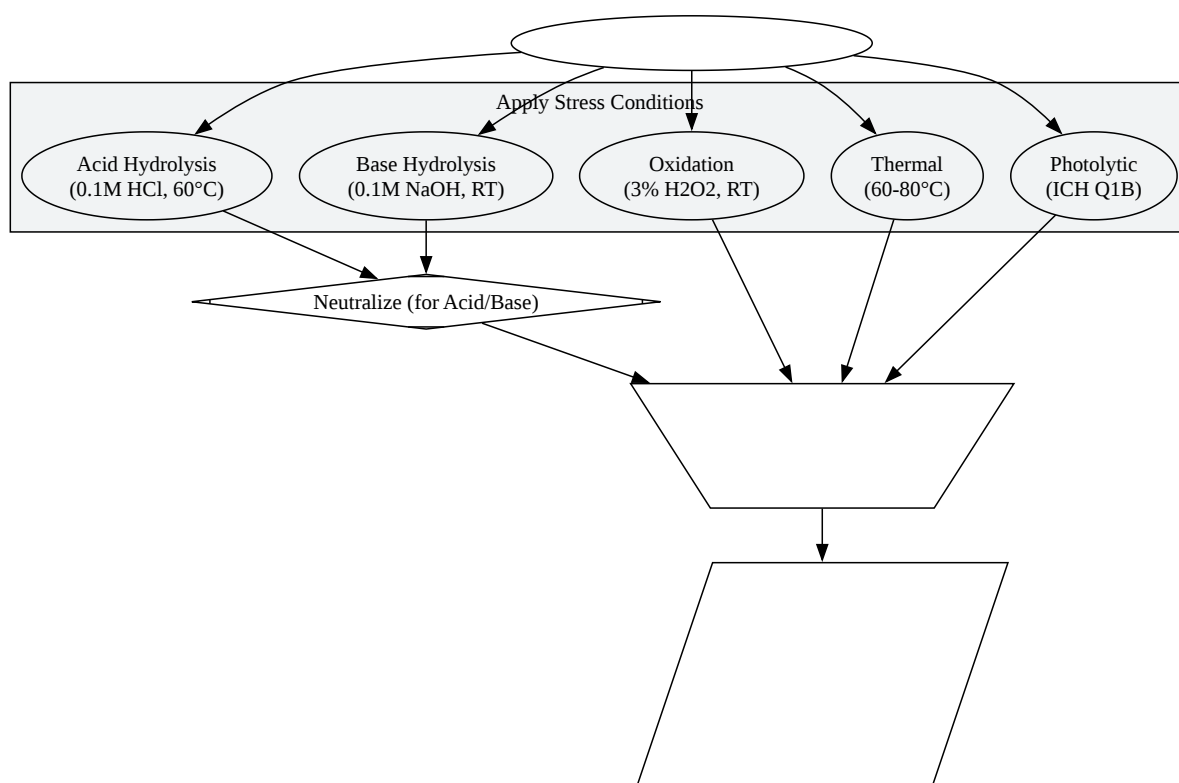 Apply Stress Conditions
Acid Hydrolysis
(0.1M HCl, 60°C)
Base Hydrolysis
(0.1M NaOH, RT)
Oxidation
(3% H2O2, RT)
Thermal
(60-80°C)
Photolytic
(ICH Q1B)
Neutralize (for Acid/Base)